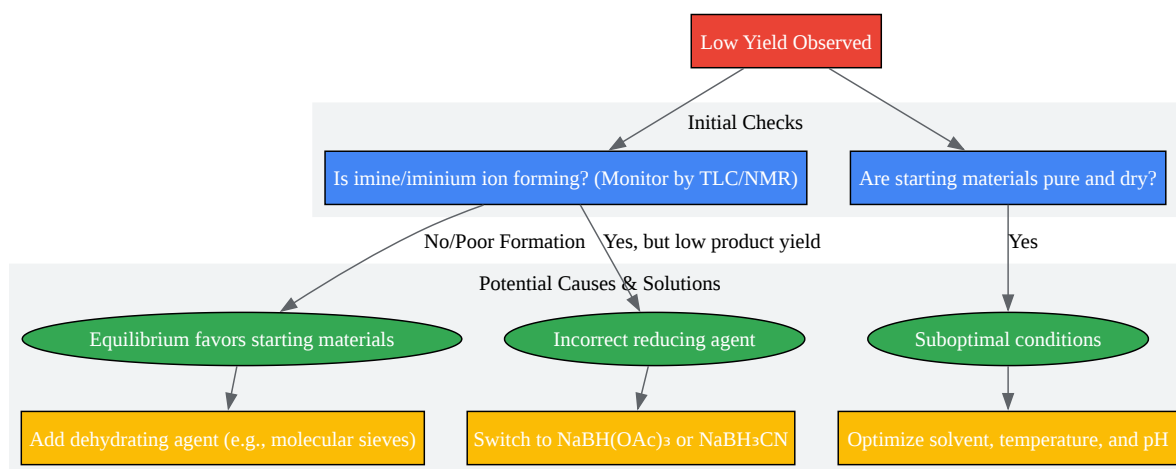 Low Yield Observed
Initial Checks
Is imine/iminium ion forming? (Monitor by TLC/NMR)
Are starting materials pure and dry?
No/Poor Formation
Yes, but low product yield
Yes
Potential Causes & Solutions
Equilibrium favors starting materials
Incorrect reducing agent
Suboptimal conditions
Add dehydrating agent (e.g., molecular sieves)
Switch to NaBH(OAc)₃ or NaBH₃CN
Optimize solvent, temperature, and pH